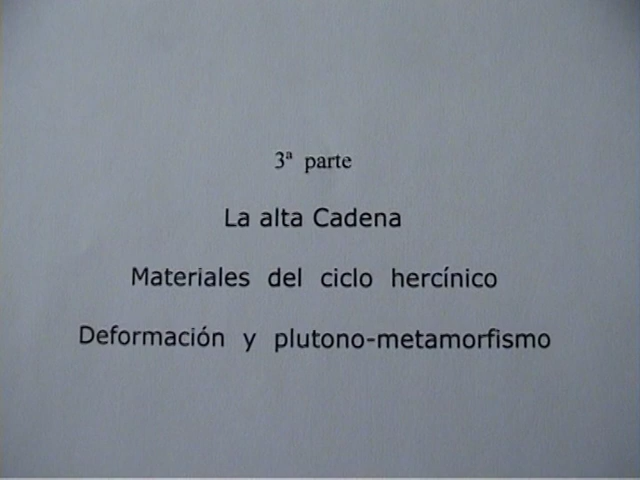 3ª parte
La alta Cadena
Materiales del ciclo hercínico
Deformación y plutono-metamorfismo